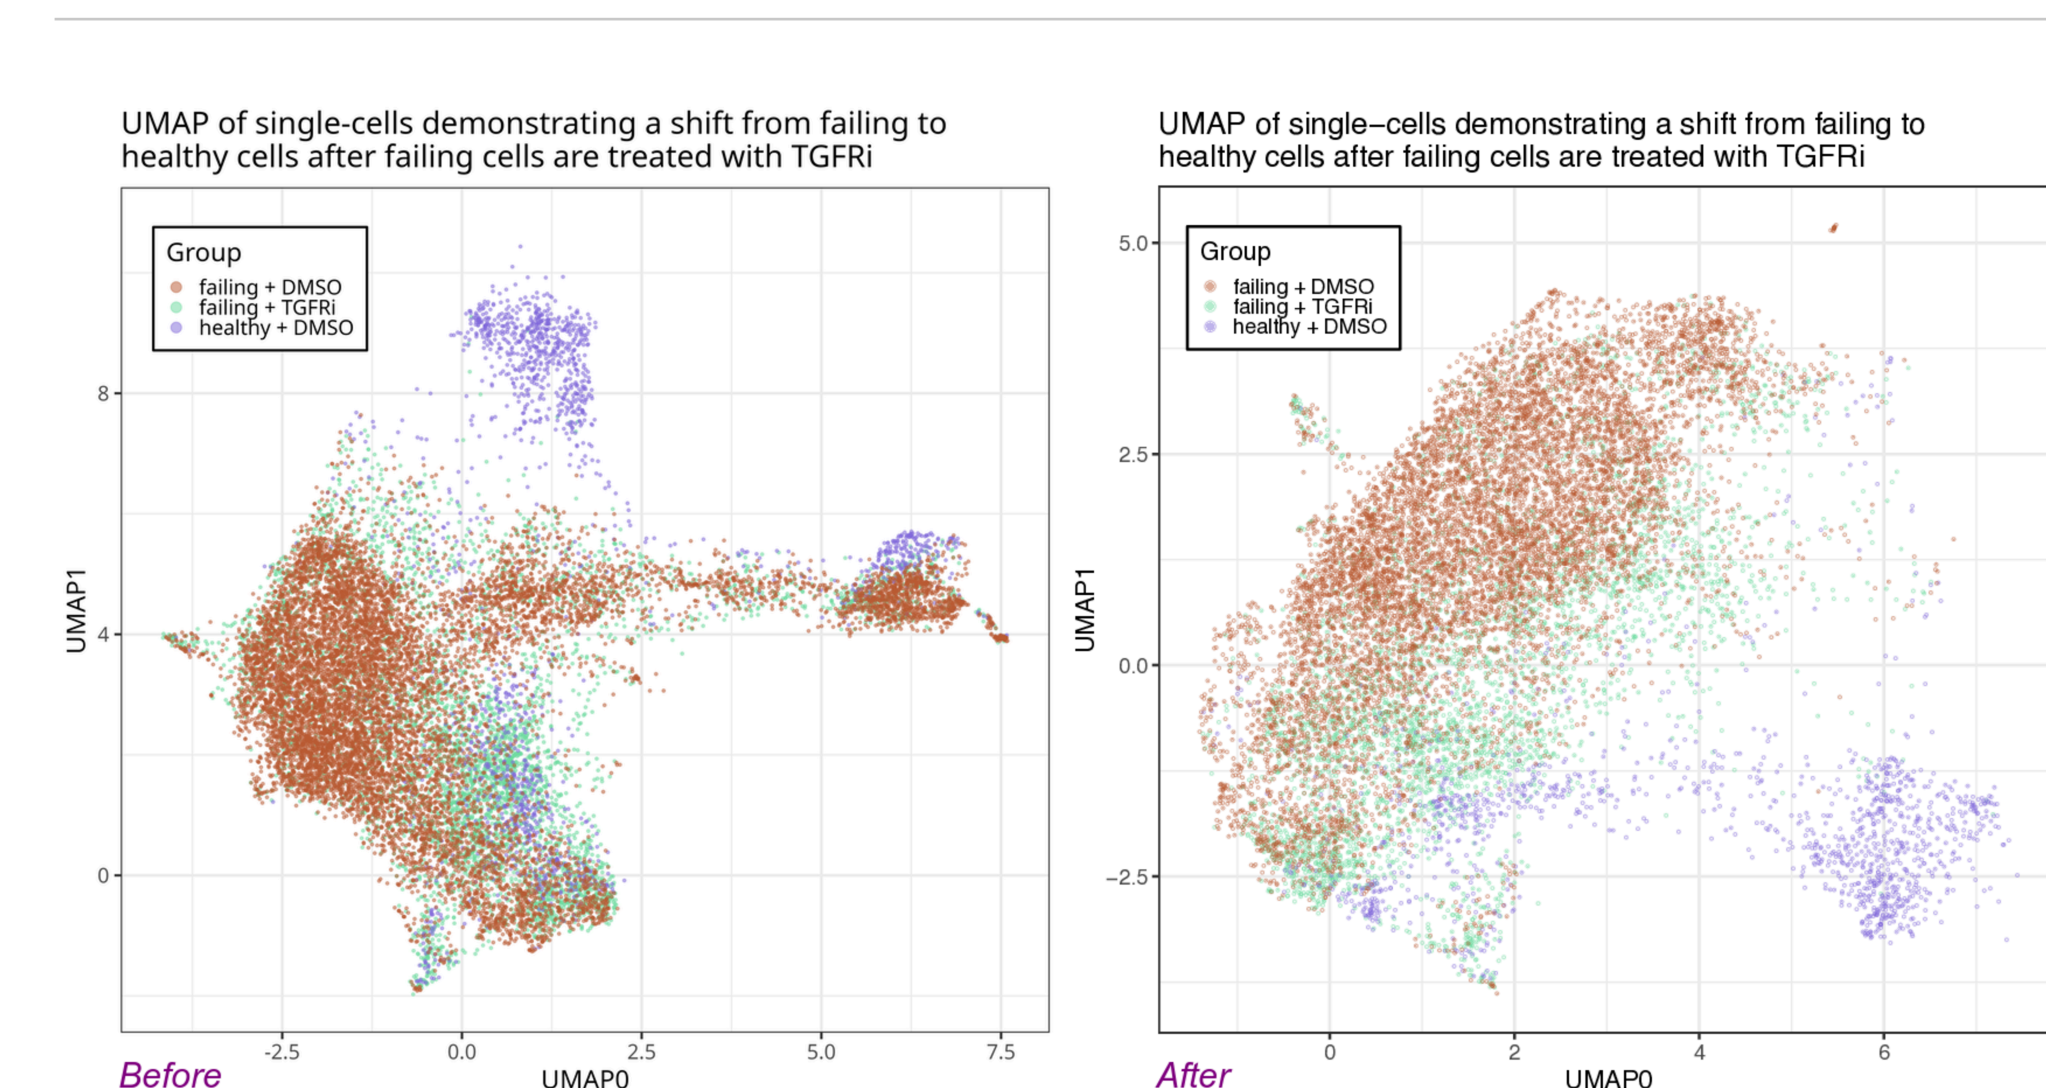 UMAP of single-cells demonstrating a shift from failing to
healthy cells after failing cells are treated with TGFRi
Group
failing + DMSO
failing + TGFRi
healthy + DMSO
UMAP1
8
4
0
-2.5
0.0
2.5
5.0
7.5
UMAP0
Before
UMAP of single−cells demonstrating a shift from failing to
healthy cells after failing cells are treated with TGFRi
Group
failing + DMSO
failing + TGFRi
healthy + DMSO
UMAP1
5.0
2.5
0.0
−2.5
0
2
4
6
UMAP0
After